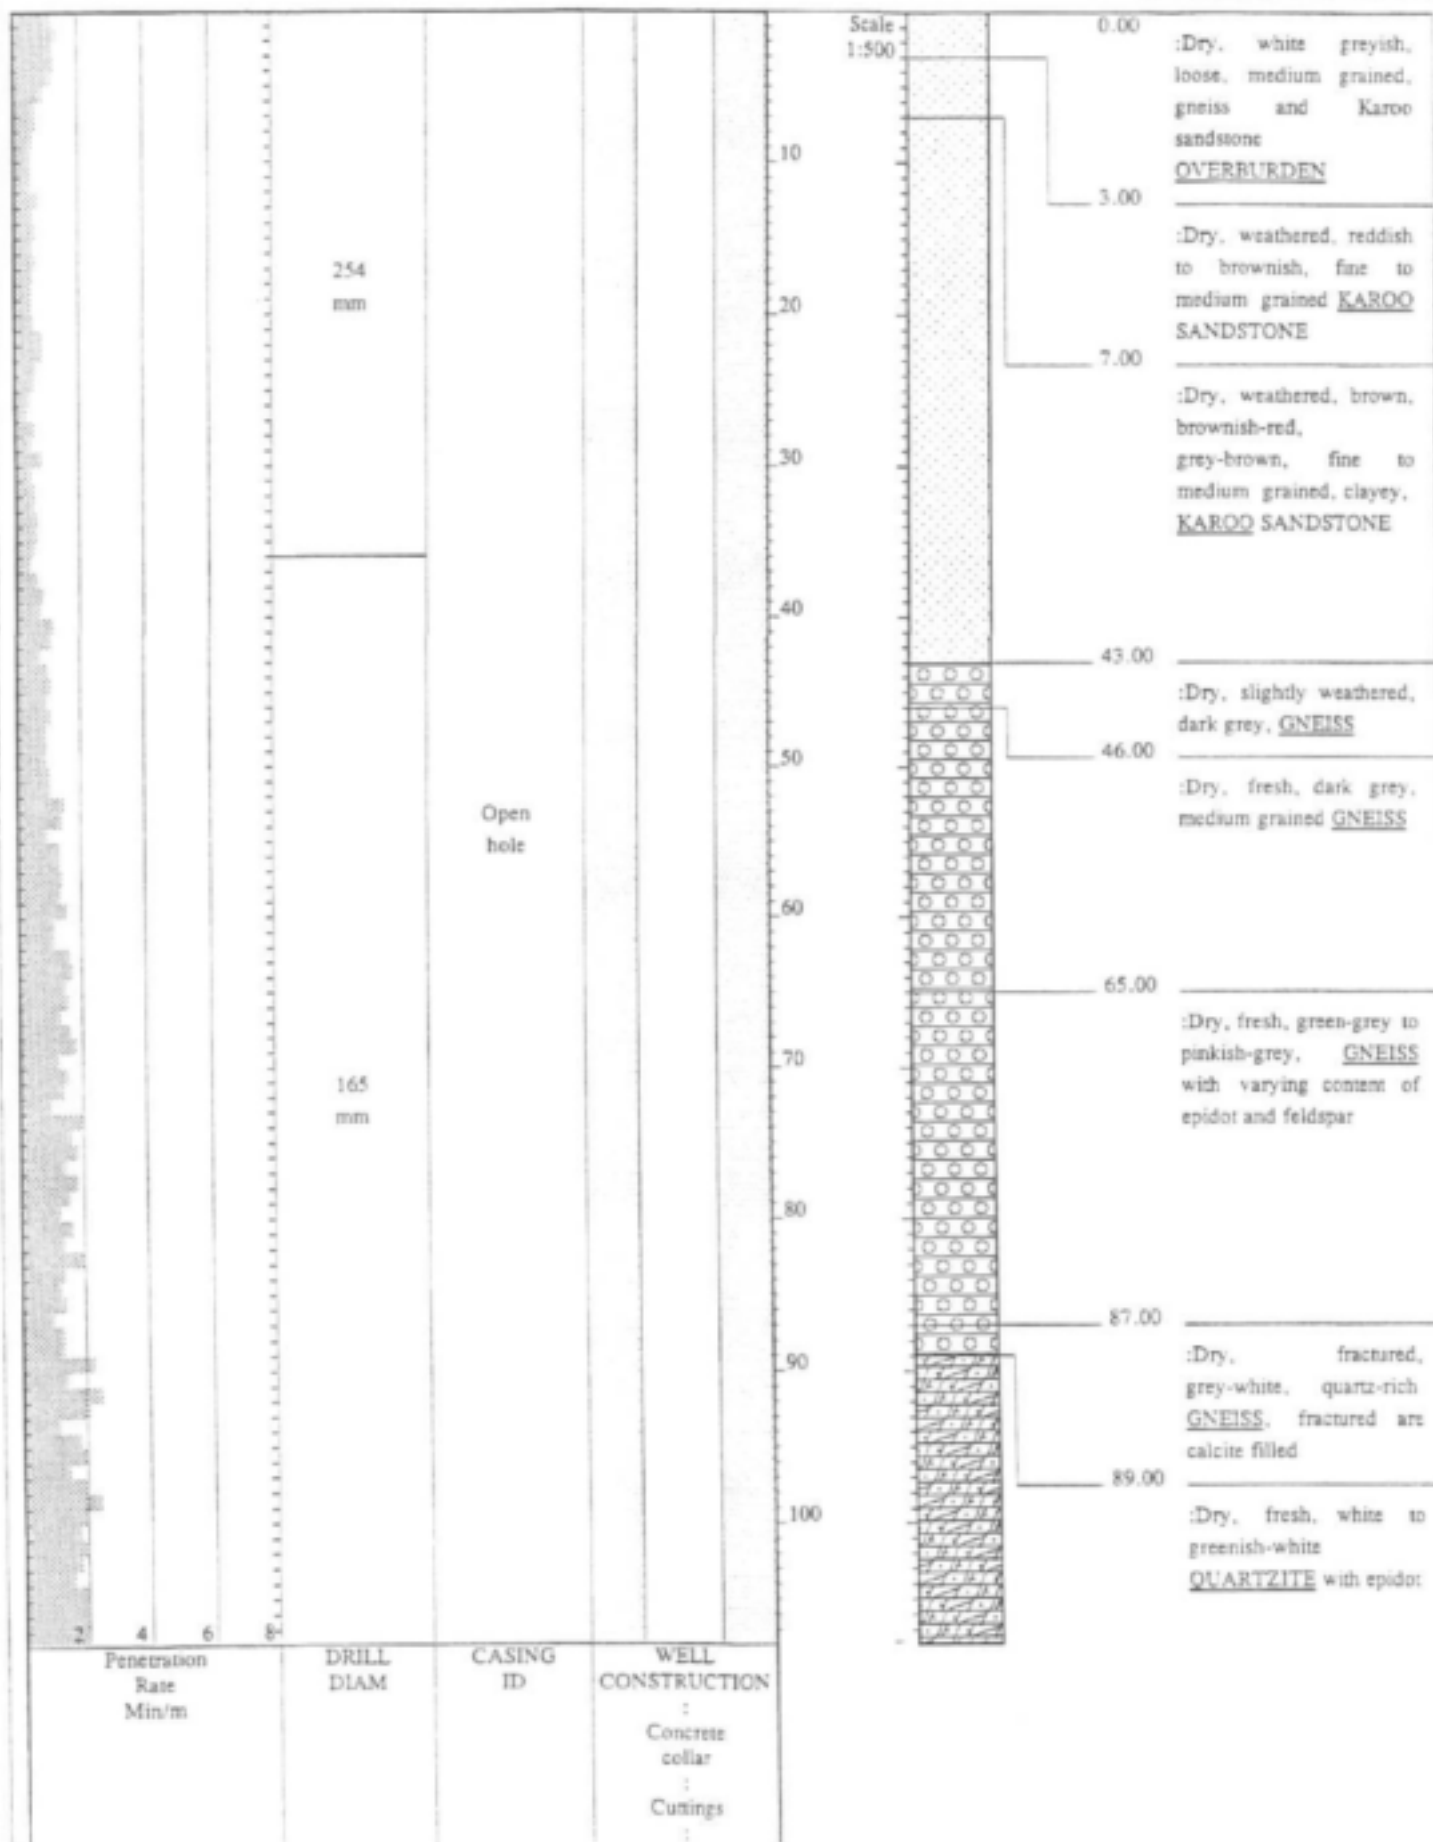 Scale
1:500
0.00
:Dry, white greyish,
loose, medium grained,
gneiss and Karoo
sandstone
OVERBURDEN
10
3.00
:Dry, weathered, reddish
to brownish, fine to
medium grained KAROO
SANDSTONE
254
mm
20
7.00
:Dry, weathered, brown,
brownish-red,
grey-brown, fine to
medium grained, clayey,
KAROO SANDSTONE
30
40
43.00
:Dry, slightly weathered,
dark grey, GNEISS
46.00
50
:Dry, fresh, dark grey,
medium grained GNEISS
Open
hole
60
65.00
:Dry, fresh, green-grey to
pinkish-grey, GNEISS
with varying content of
epidot and feldspar
70
165
mm
80
87.00
:Dry, fractured,
grey-white, quartz-rich
GNEISS, fractured are
calcite filled
90
89.00
:Dry, fresh, white to
greenish-white
QUARTZITE with epidot
100
2 4 6 8
Penetration
Rate
Min/m
DRILL
DIAM
CASING
ID
WELL
CONSTRUCTION
:
Concrete
collar
:
Cuttings
: